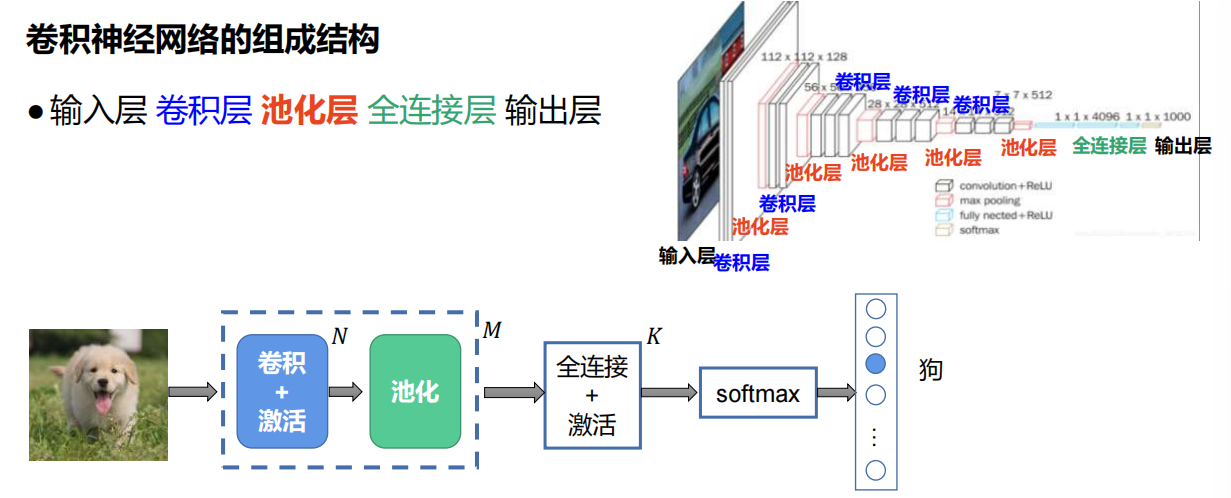 卷积神经网络的组成结构
●输入层 卷积层 池化层 全连接层 输出层
112 x 112 x 128
56 x 5
卷积层
28 x 28 x 512
卷积层
14
卷积层
7 x 7 x 512
1 x 1 x 4096
1 x 1 x 1000
池化层
池化层
池化层
池化层
全连接层
输出层
卷积层
池化层
输入层
卷积层
convolution+ReLU
max pooling
fully nected+ReLU
softmax
卷积
+
激活
N
池化
M
全连接
+
激活
K
softmax
狗
⋮